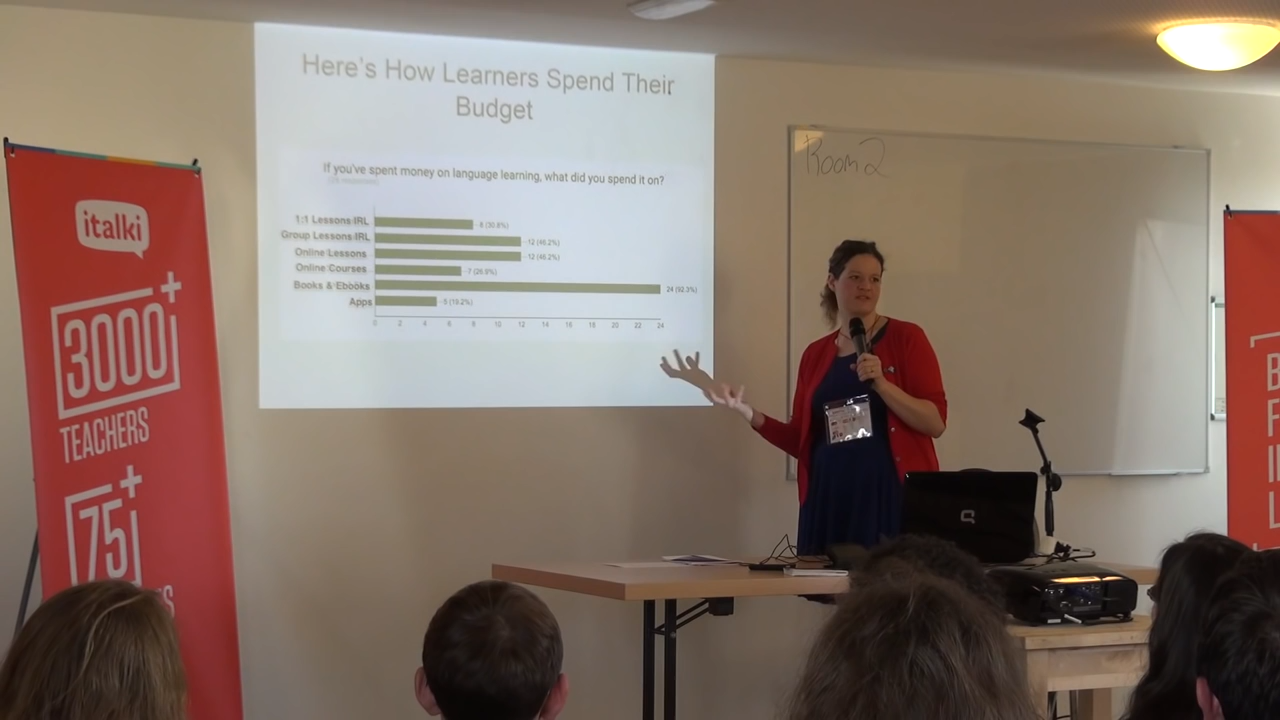 Here's How Learners Spend Their
Budget
If you've spent money on language learning, what did you spend it on?
1:1 Lessons IRL
8 (30.8%)
Group Lessons IRL
12 (46.2%)
Online Lessons
12 (46.2%)
Online Courses
7 (26.9%)
Books & Ebooks
24 (92.3%)
Apps
5 (19.2%)
0 2 4 6 8 10 12 14 16 18 20 22 24
Room 2
italki
3000+
TEACHERS
75+